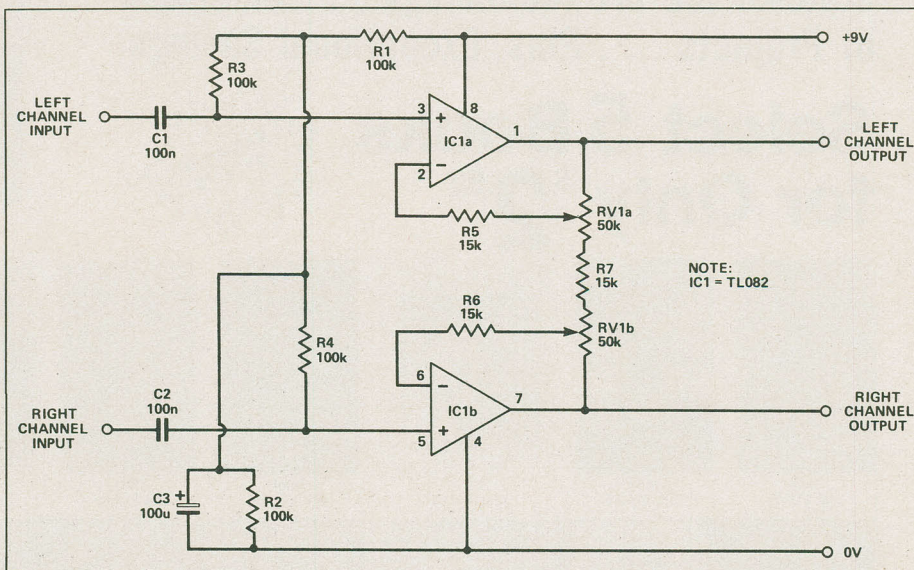 R1
100k
+9V
R3
100k
LEFT
CHANNEL
INPUT
C1
100n
3
+
8
IC1a
1
LEFT
CHANNEL
OUTPUT
−
2
R5
15k
RV1a
50k
R7
15k
NOTE:
IC1 = TL082
R6
15k
RV1b
50k
R4
100k
C2
100n
6
−
IC1b
7
RIGHT
CHANNEL
INPUT
5
+
4
RIGHT
CHANNEL
OUTPUT
C3
100u
+
R2
100k
0V